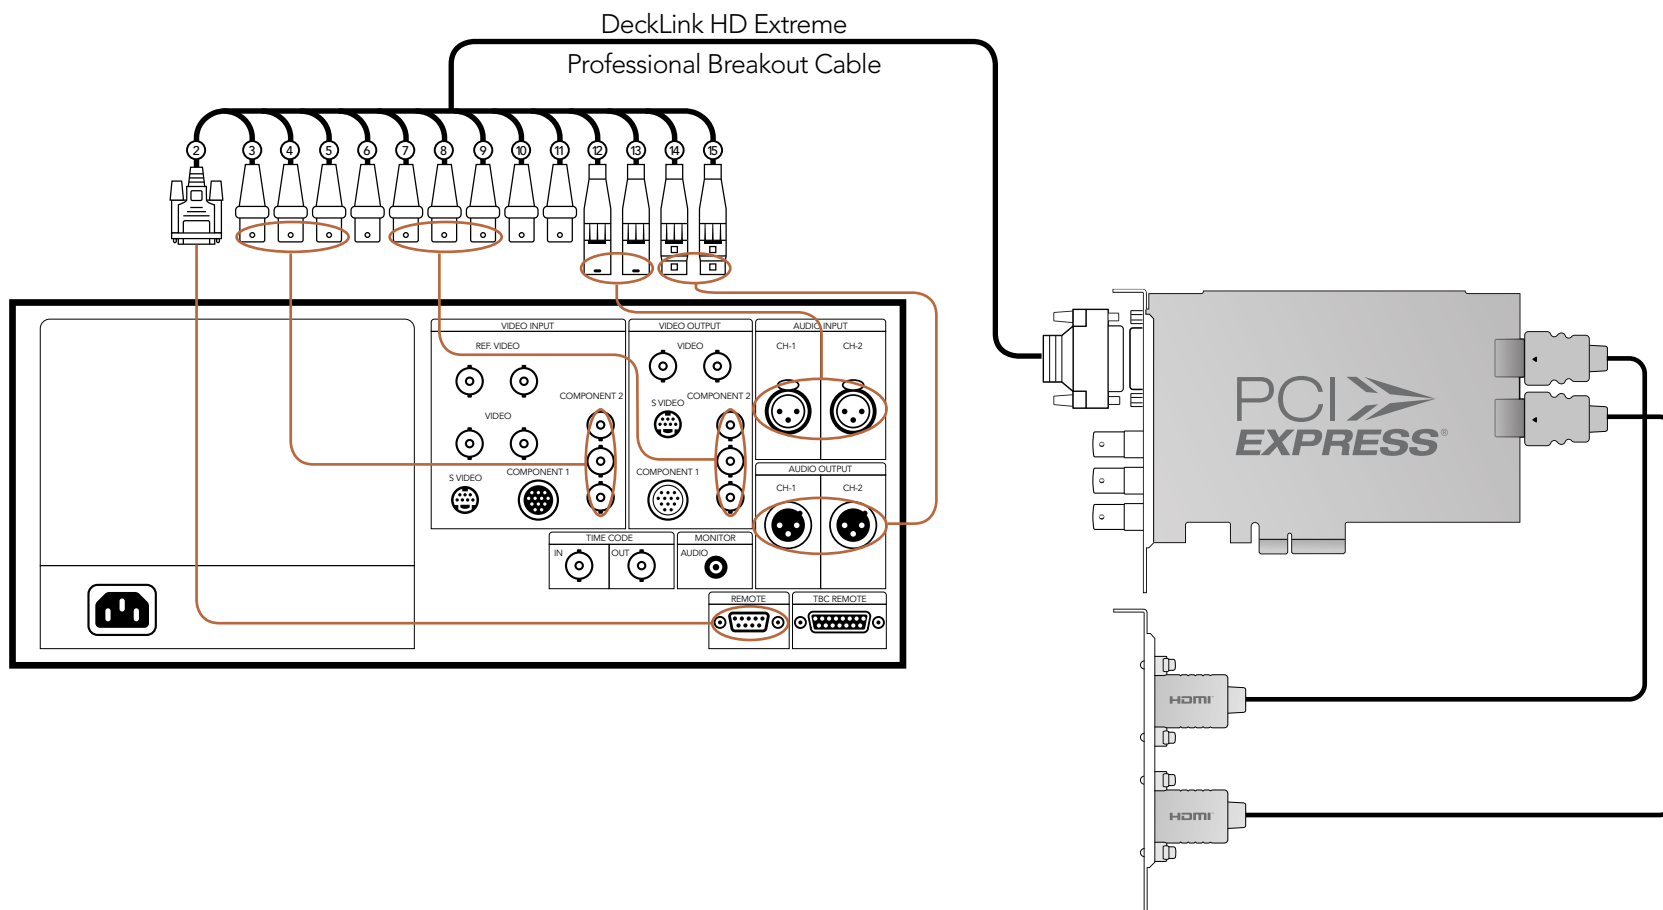 DeckLink HD Extreme
Professional Breakout Cable
2 3 4 5 6 7 8 9 10 11 12 13 14 15
VIDEO INPUT
REF. VIDEO
VIDEO
COMPONENT 2
S VIDEO
COMPONENT 1
VIDEO OUTPUT
VIDEO
S VIDEO
COMPONENT 2
COMPONENT 1
AUDIO INPUT
CH-1 CH-2
AUDIO OUTPUT
CH-1 CH-2
TIME CODE
IN OUT
MONITOR
AUDIO
REMOTE
TBC REMOTE
PCI
EXPRESS®
HDMI
HDMI